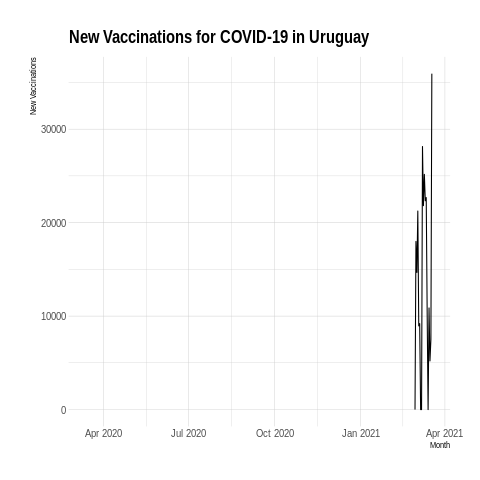 New Vaccinations for COVID-19 in Uruguay
New Vaccinations
30000
20000
10000
0
Apr 2020
Jul 2020
Oct 2020
Jan 2021
Apr 2021
Month